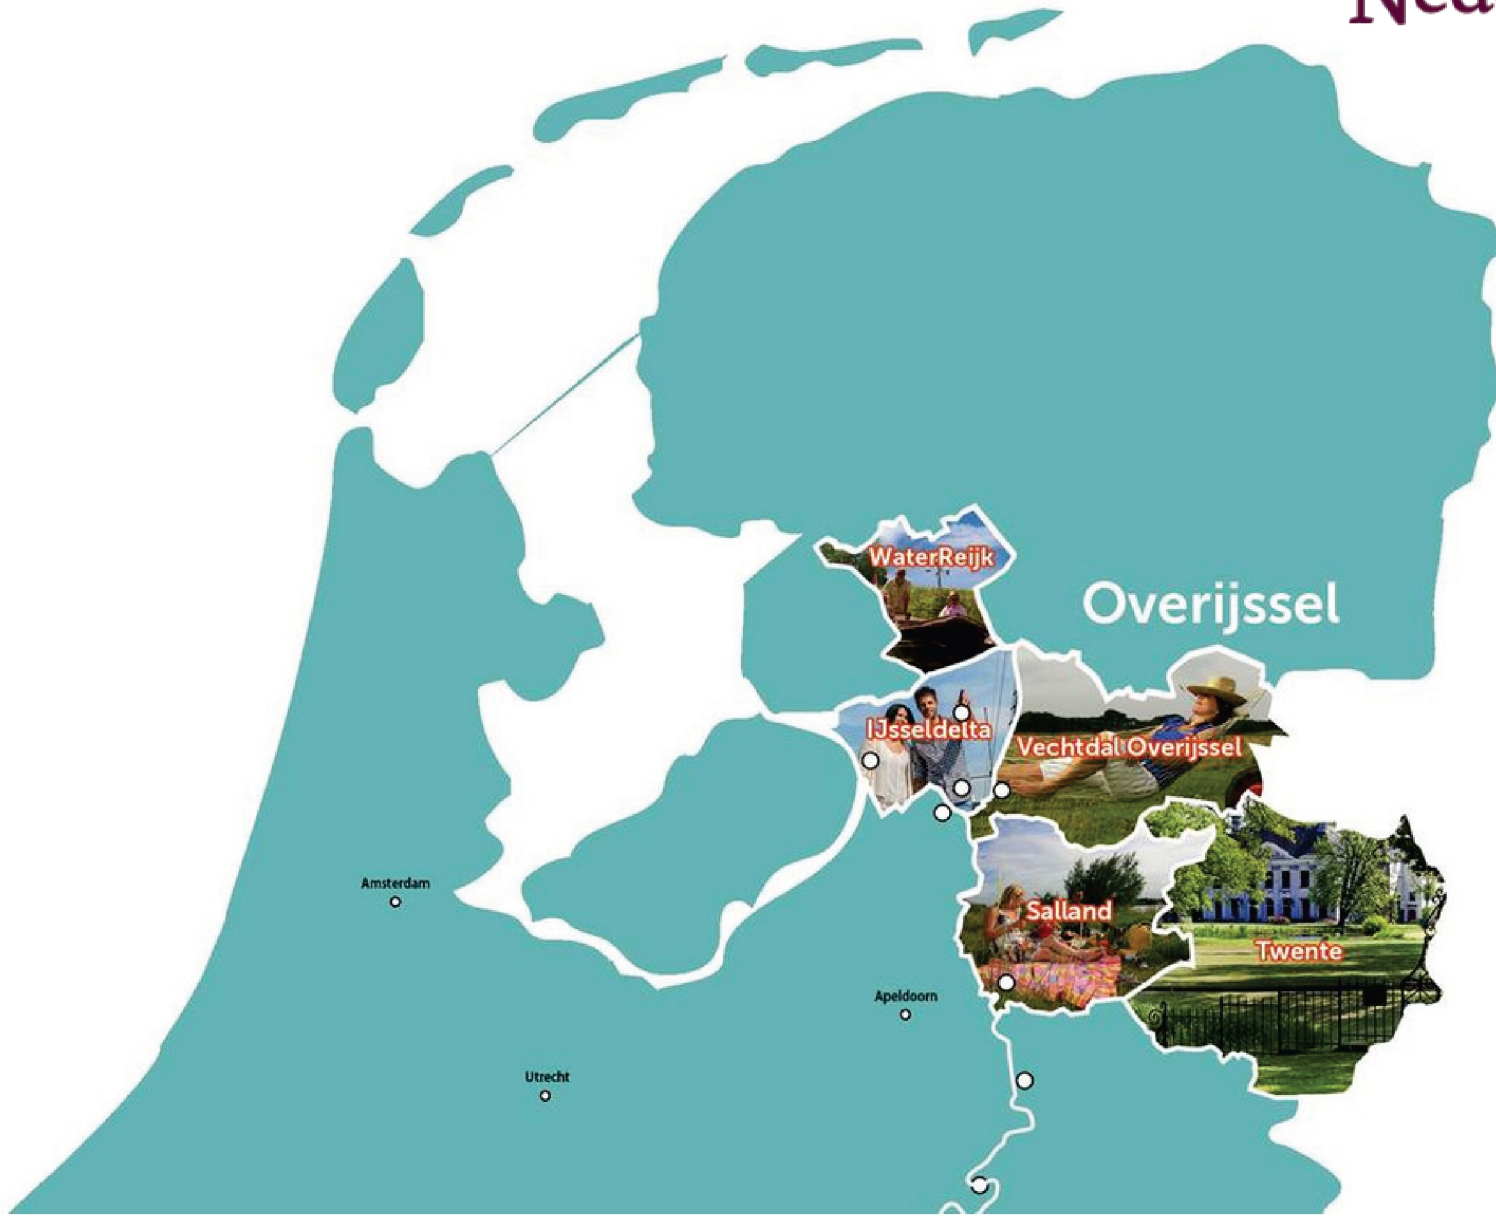 WaterReijk
Overijssel
IJsseldelta
Vechtdal Overijssel
Amsterdam
Salland
Twente
Apeldoorn
Utrecht